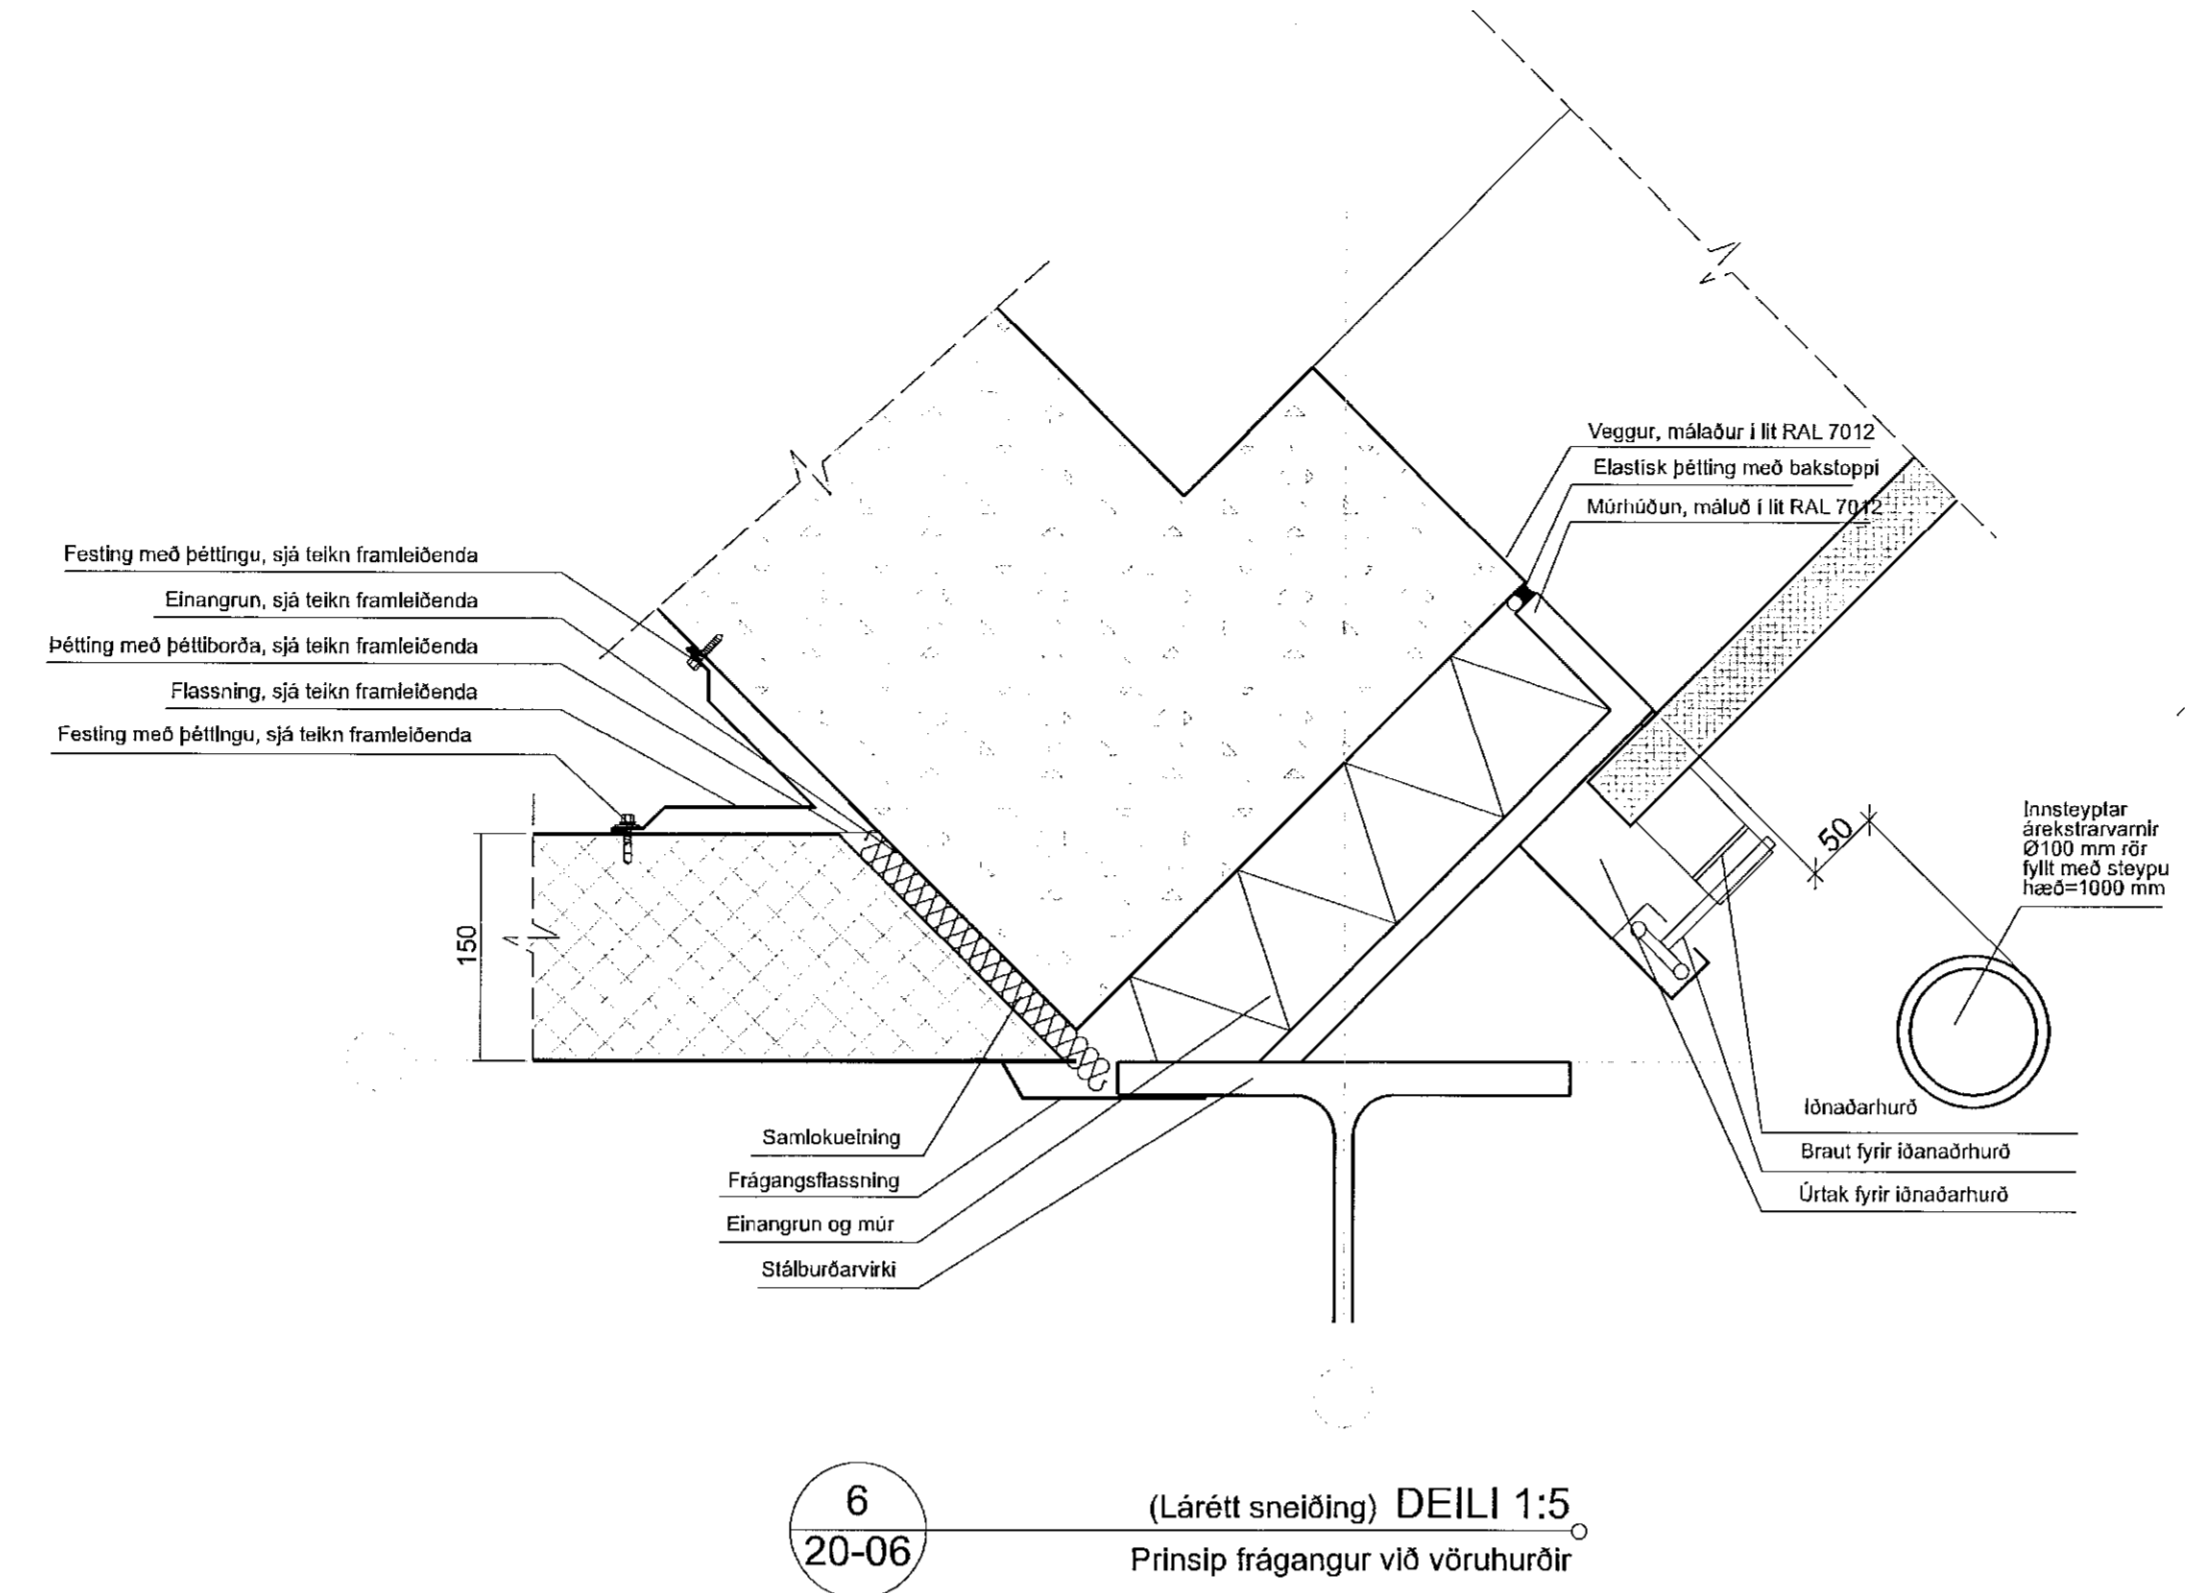 Veggur, málaður í lit RAL 7012
Elastísk þétting með bakstoppi
Múrhúðun, máluð í lit RAL 7012
Festing með þéttingu, sjá teikn framleiðenda
Einangrun, sjá teikn framleiðenda
Þétting með þéttiborða, sjá teikn framleiðenda
Flassning, sjá teikn framleiðenda
Festing með þéttingu, sjá teikn framleiðenda
150
50
Innsteyptar
árekstrarvarnir
Ø100 mm rör
fyllt með steypu
hæð=1000 mm
Samlokueining
Frágangsflassning
Einangrun og múr
Stálburðarvirki
Iðnaðarhurð
Braut fyrir iðanaðrhurð
Úrtak fyrir iðnaðarhurð
6
20-06
(Lárétt sneiðing) DEILI 1:5
Prinsip frágangur við vöruhurðir